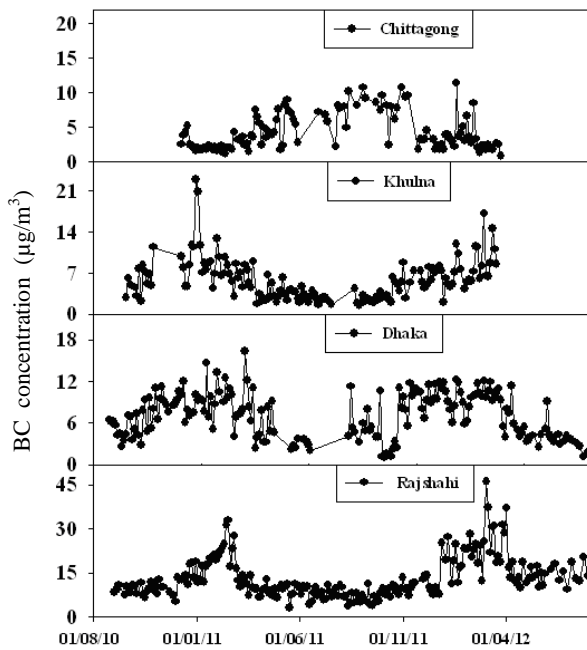 BC concentration (µg/m³)
Chittagong
20
15
10
5
0
Khulna
21
14
7
0
Dhaka
18
12
6
0
Rajshahi
45
30
15
0
01/08/10 01/01/11 01/06/11 01/11/11 01/04/12